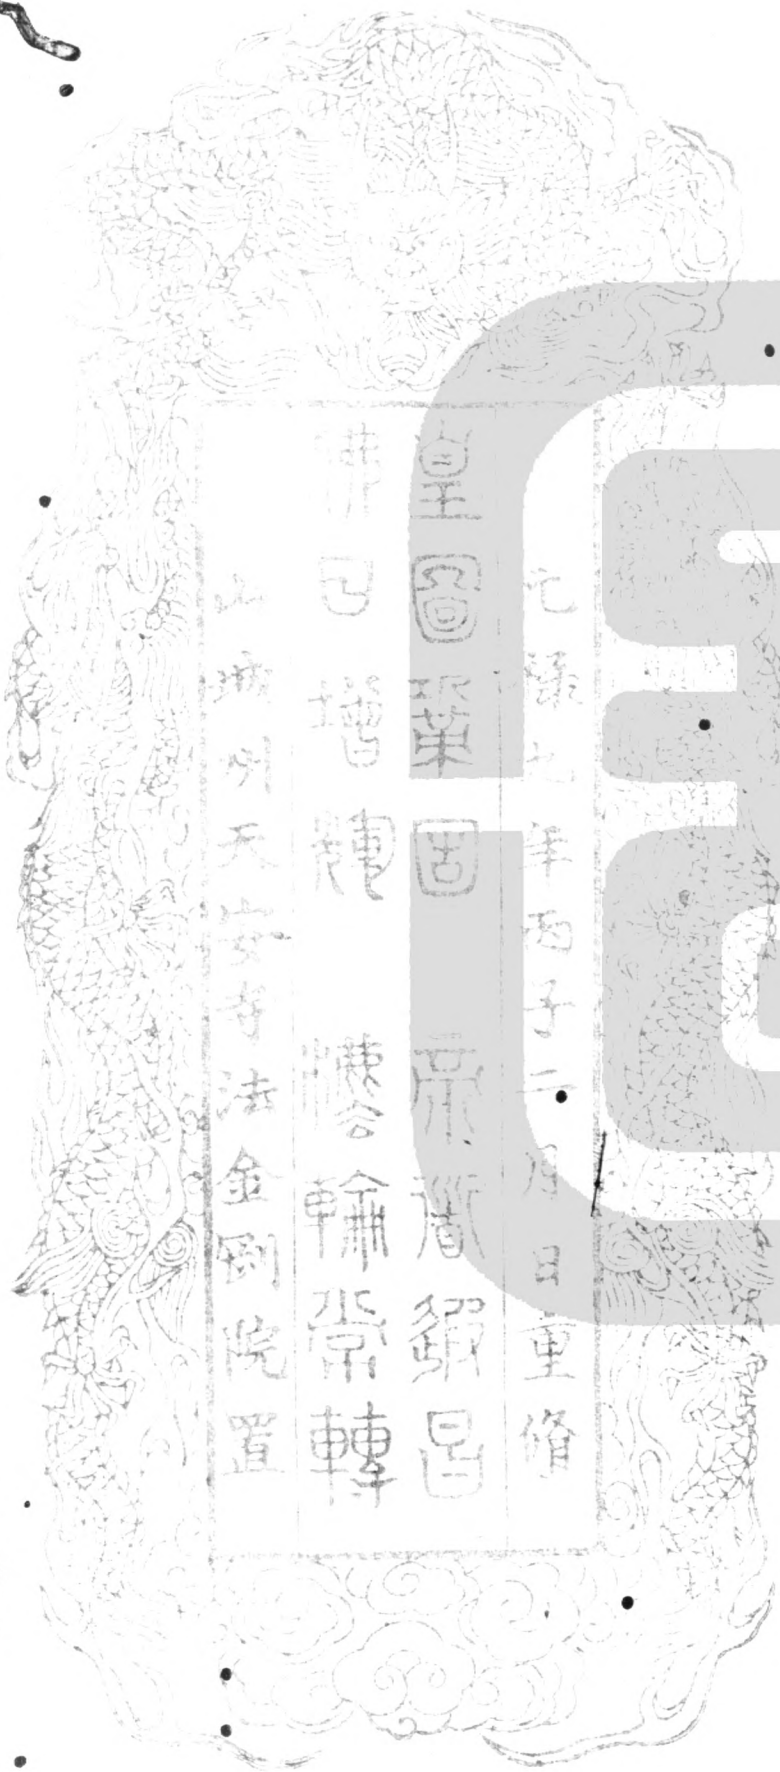 元祿九年丙子二月 日重脩
皇圖鞏固 帝道遐昌
佛日增輝 法輪常轉
山城州天安寺法金剛院置